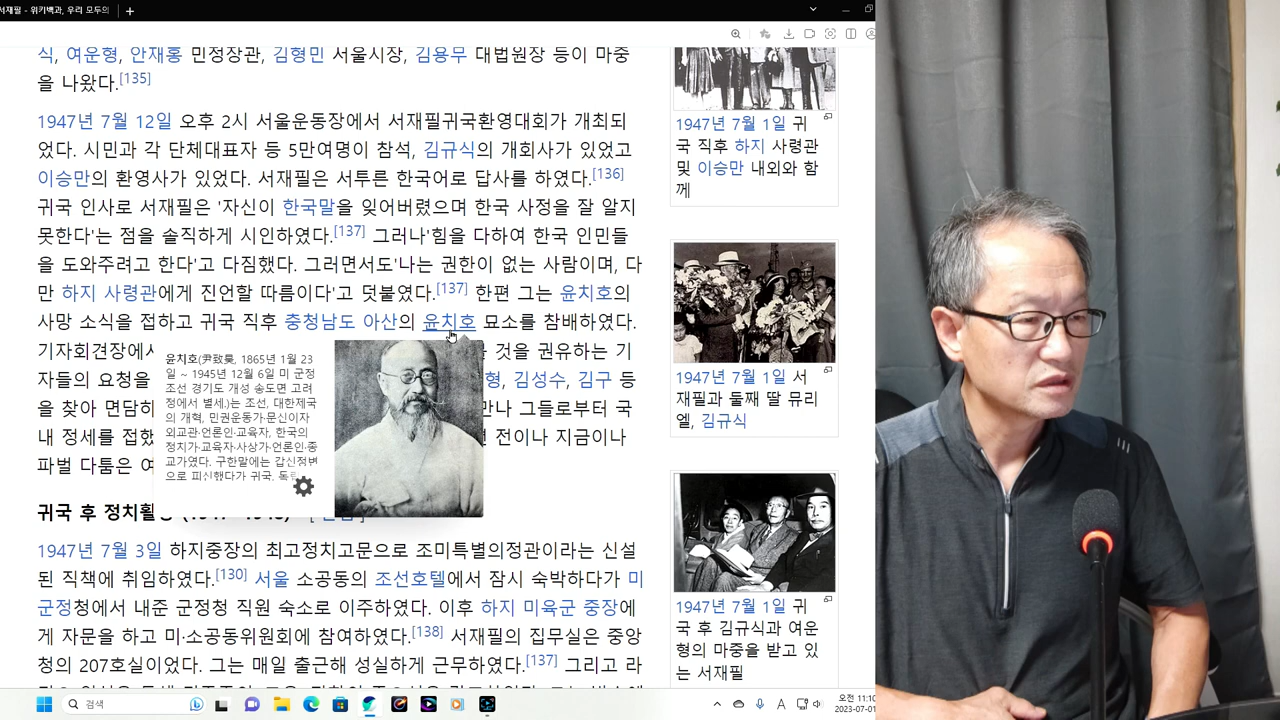 서재필 - 위키백과, 우리 모두의
식, 여운형, 안재홍 민정장관, 김형민 서울시장, 김용무 대법원장 등이 마중
을 나왔다.[135]
1947년 7월 12일 오후 2시 서울운동장에서 서재필귀국환영대회가 개최되
었다. 시민과 각 단체대표자 등 5만여명이 참석, 김규식의 개회사가 있었고
이승만의 환영사가 있었다. 서재필은 서투른 한국어로 답사를 하였다.[136]
귀국 인사로 서재필은 '자신이 한국말을 잊어버렸으며 한국 사정을 잘 알지
못한다'는 점을 솔직하게 시인하였다.[137] 그러나'힘을 다하여 한국 인민들
을 도와주려고 한다'고 다짐했다. 그러면서도'나는 권한이 없는 사람이며, 다
만 하지 사령관에게 진언할 따름이다'고 덧붙였다.[137] 한편 그는 윤치호의
사망 소식을 접하고 귀국 직후 충청남도 아산의 윤치호 묘소를 참배하였다.
기자회견장에서 것을 권유하는 기
자들의 요청을 형, 김성수, 김구 등
을 찾아 면담하 만나 그들로부터 국
내 정세를 접했 전이나 지금이나
파벌 다툼은 여
윤치호(尹致昊, 1865년 1월 23
일 ~ 1945년 12월 6일 미 군정
조선 경기도 개성 송도면 고려
정에서 별세)는 조선, 대한제국
의 개혁, 민권운동가·문신이자
외교관·언론인·교육자, 한국의
정치가·교육자·사상가·언론인·종
교가였다. 구한말에는 갑신정변
으로 피신했다가 귀국, 독
귀국 후 정치활
1947년 7월 3일 하지중장의 최고정치고문으로 조미특별의정관이라는 신설
된 직책에 취임하였다.[130] 서울 소공동의 조선호텔에서 잠시 숙박하다가 미
군정청에서 내준 군정청 직원 숙소로 이주하였다. 이후 하지 미육군 중장에
게 자문을 하고 미·소공동위원회에 참여하였다.[138] 서재필의 집무실은 중앙
청의 207호실이었다. 그는 매일 출근해 성실하게 근무하였다.[137] 그리고 라
1947년 7월 1일 귀
국 직후 하지 사령관
및 이승만 내외와 함
께
1947년 7월 1일 서
재필과 둘째 딸 뮤리
엘, 김규식
1947년 7월 1일 귀
국 후 김규식과 여운
형의 마중을 받고 있
는 서재필
검색
A
오전 11:10
2023-07-01